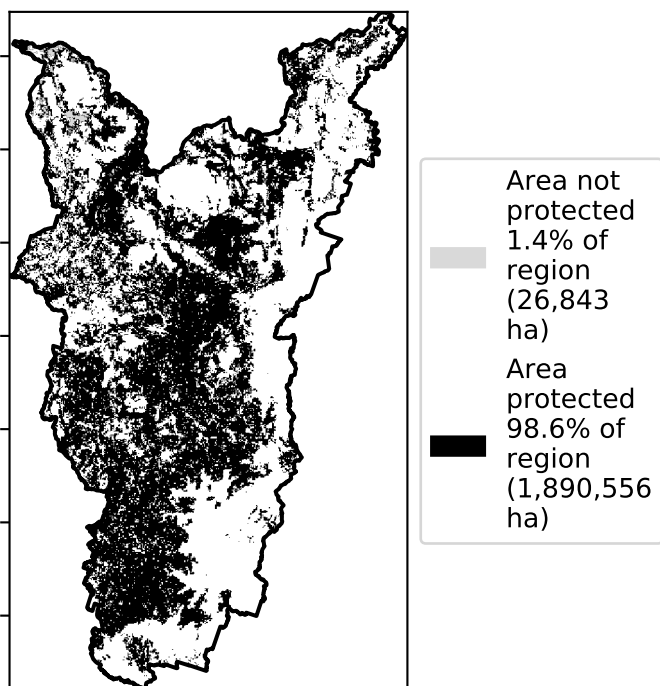 Area not
protected
1.4% of
region
(26,843
ha)
Area
protected
98.6% of
region
(1,890,556
ha)